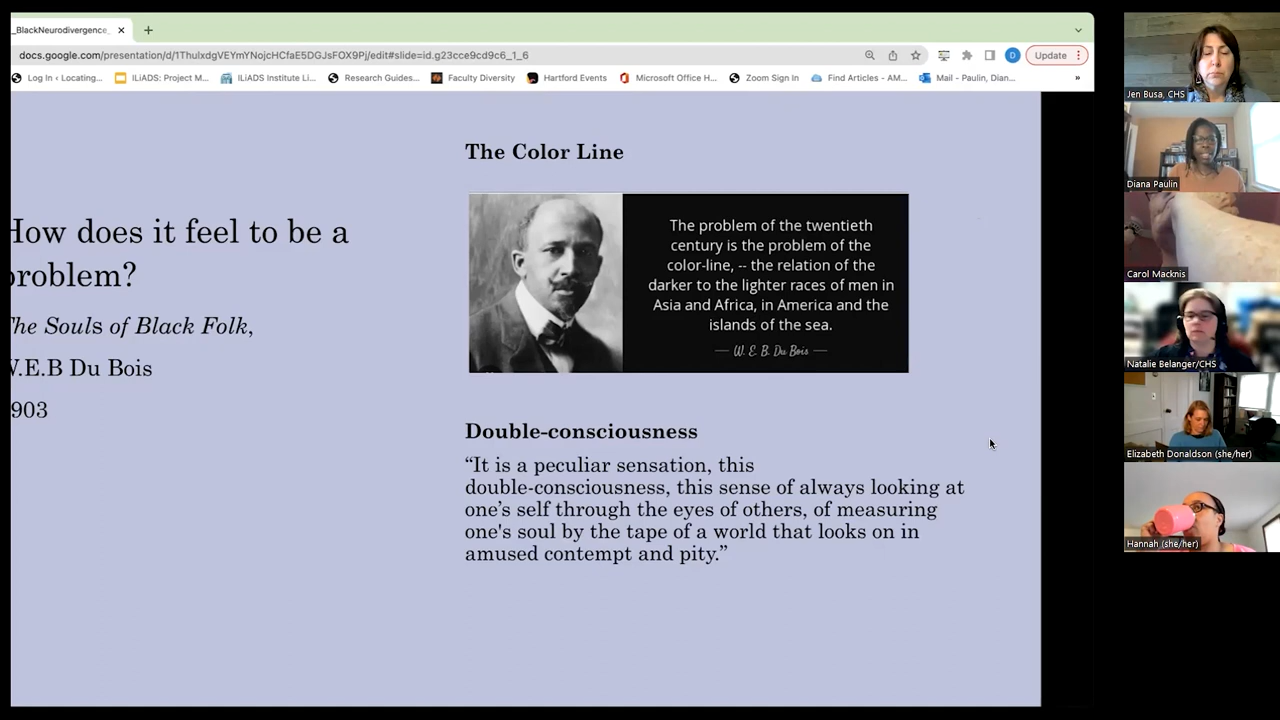 _BlackNeurodivergence_
docs.google.com/presentation/d/1ThulxdgVEYmYNojcHCfaE5DGJsFOX9Pj/edit#slide=id.g23cce9cd9c6_1_6
Update
Log In ‹ Locating...
ILiADS: Project M...
ILiADS Institute Li...
Research Guides...
Faculty Diversity
Hartford Events
Microsoft Office H...
Zoom Sign In
Find Articles - AM...
Mail - Paulin, Dian...
»
How does it feel to be a
problem?
The Souls of Black Folk,
W.E.B Du Bois
903
The Color Line
The problem of the twentieth
century is the problem of the
color-line, -- the relation of the
darker to the lighter races of men in
Asia and Africa, in America and the
islands of the sea.
— W. E. B. Du Bois —
Double-consciousness
“It is a peculiar sensation, this
double-consciousness, this sense of always looking at
one’s self through the eyes of others, of measuring
one's soul by the tape of a world that looks on in
amused contempt and pity.”
Jen Busa, CHS
Diana Paulin
Carol Macknis
Natalie Belanger/CHS
Elizabeth Donaldson (she/her)
Hannah (she/her)